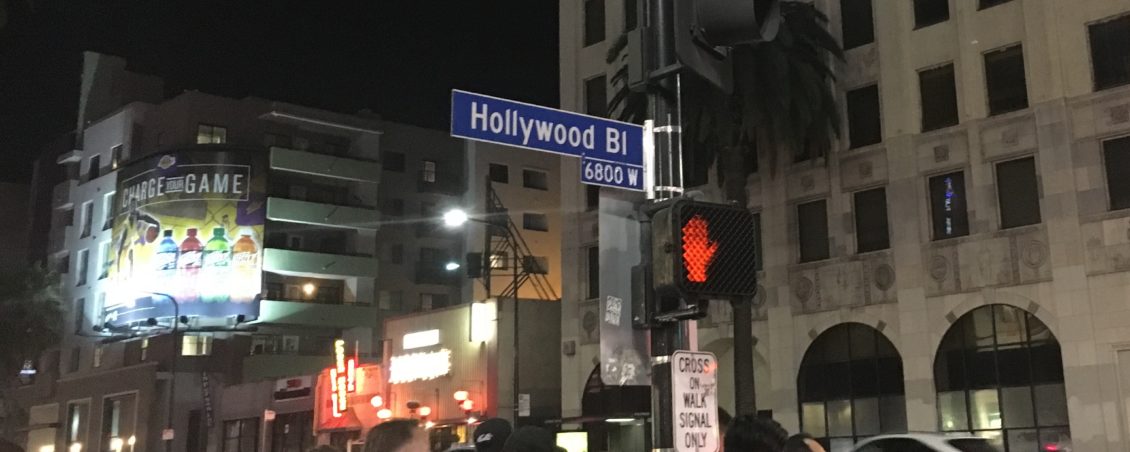 CHARGE YOUR GAME
Hollywood Bl
6800 W
CROSS
ON
WALK
SIGNAL
ONLY